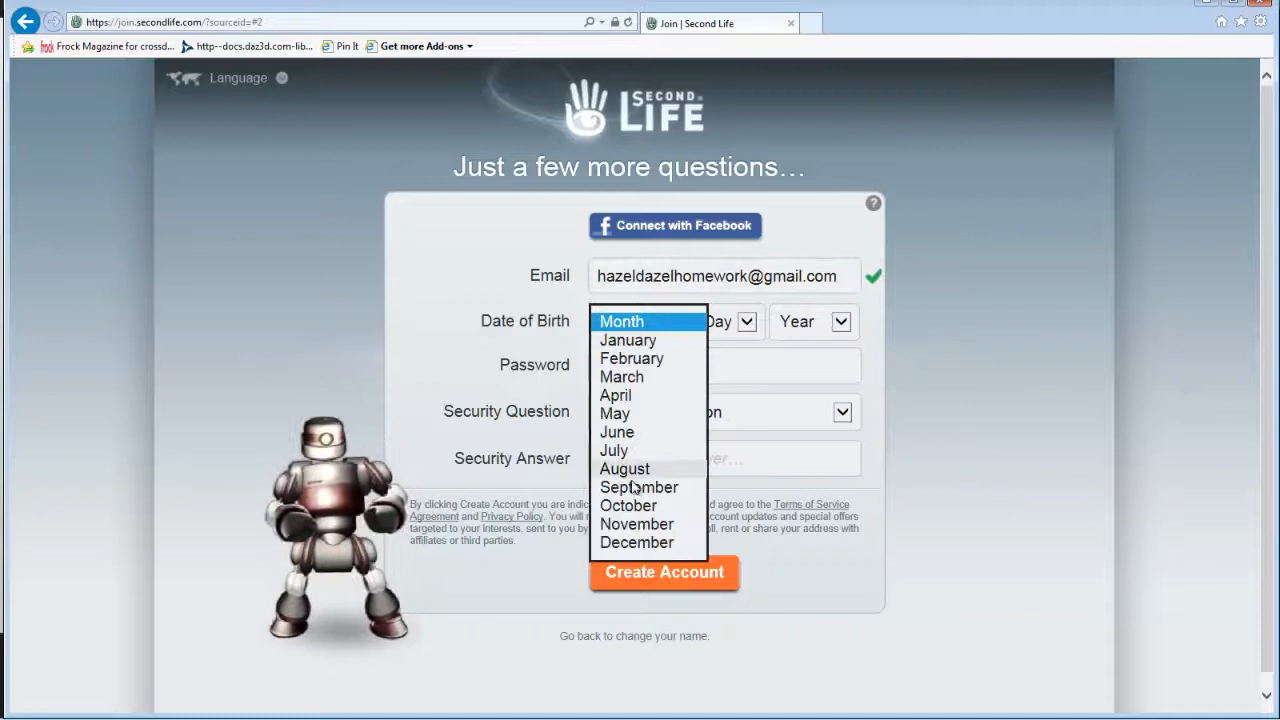 https://join.secondlife.com/?sourceid=#2
Join | Second Life
Frock Magazine for crossd...
http--docs.daz3d.com-lib...
Pin It
Get more Add-ons
Language
SECOND
LIFE
Just a few more questions...
Connect with Facebook
Email hazeldazelhomework@gmail.com
Date of Birth Month Day Year
January
February
Password
March
April
Security Question on
May
June
July
Security Answer er...
August
September
October
November
December
By clicking Create Account you are indic d agree to the Terms of Service
Agreement and Privacy Policy. You will count updates and special offers
targeted to your interests, sent to you by ll, rent or share your address with
affiliates or third parties.
Create Account
Go back to change your name.